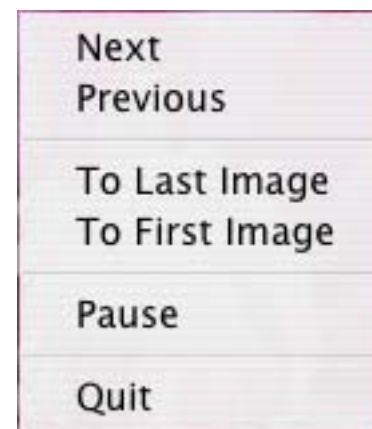 Next
Previous
To Last Image
To First Image
Pause
Quit